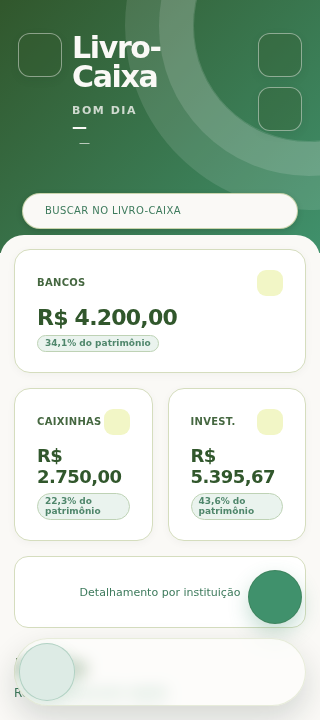 Livro-
Caixa
BOM DIA
—
—
BUSCAR NO LIVRO-CAIXA
BANCOS
R$ 4.200,00
34,1% do patrimônio
CAIXINHAS
R$
2.750,00
22,3% do
patrimônio
INVEST.
R$
5.395,67
43,6% do
patrimônio
Detalhamento por instituição